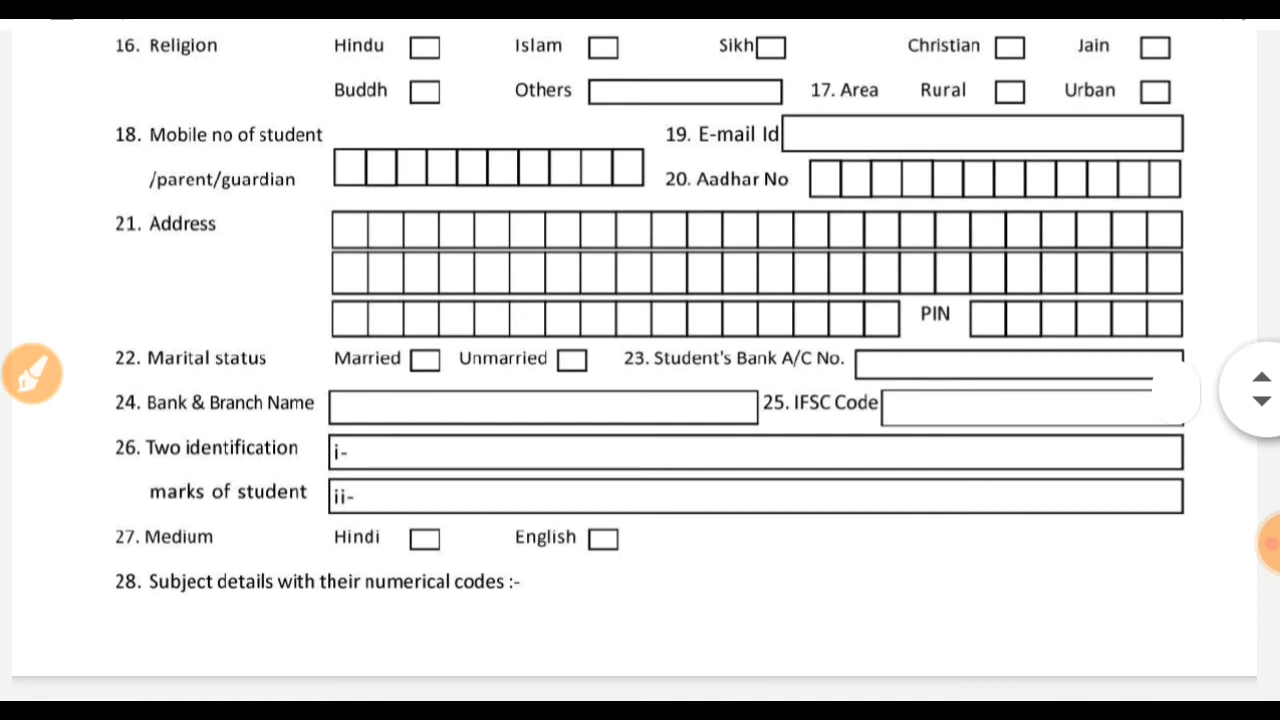 16. Religion Hindu Islam Sikh Christian Jain
Buddh Others 17. Area Rural Urban
18. Mobile no of student 19. E-mail Id
/parent/guardian 20. Aadhar No
21. Address
PIN
22. Marital status Married Unmarried 23. Student's Bank A/C No.
24. Bank & Branch Name 25. IFSC Code
26. Two identification i-
marks of student ii-
27. Medium Hindi English
28. Subject details with their numerical codes :-